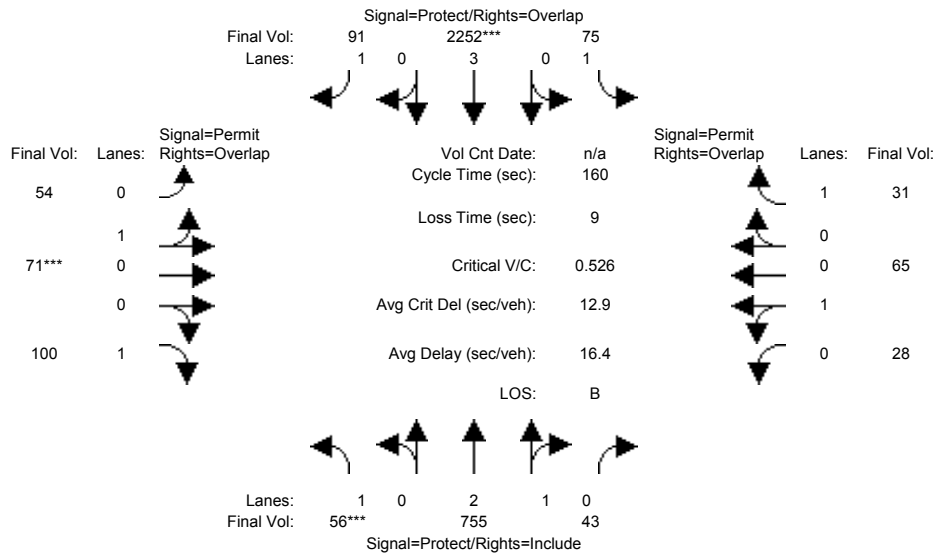 Signal=Protect/Rights=Overlap
Final Vol: 91 2252*** 75
Lanes: 1 0 3 0 1
Signal=Permit Signal=Permit
Final Vol: Lanes: Rights=Overlap Vol Cnt Date: n/a Rights=Overlap Lanes: Final Vol:
Cycle Time (sec): 160
54 0 1 31
Loss Time (sec): 9
1 0
71*** 0 Critical V/C: 0.526 0 65
0 Avg Crit Del (sec/veh): 12.9 1
100 1 Avg Delay (sec/veh): 16.4 0 28
LOS: B
Lanes: 1 0 2 1 0
Final Vol: 56*** 755 43
Signal=Protect/Rights=Include